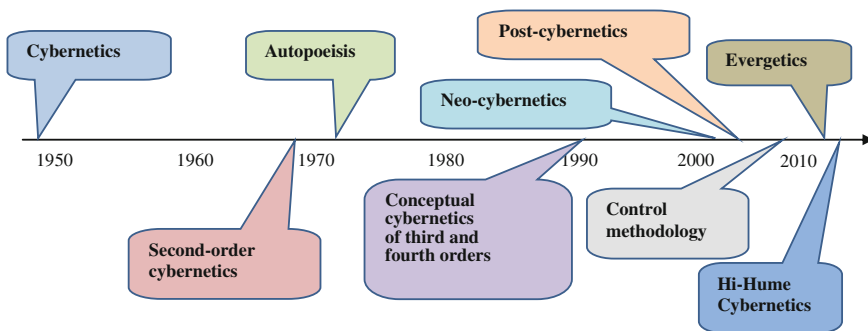 Cybernetics
Autopoeisis
Post-cybernetics
Evergetics
Neo-cybernetics
1950
1960
1970
1980
1990
2000
2010
Second-order
cybernetics
Conceptual
cybernetics
of third and
fourth orders
Control
methodology
Hi-Hume
Cybernetics